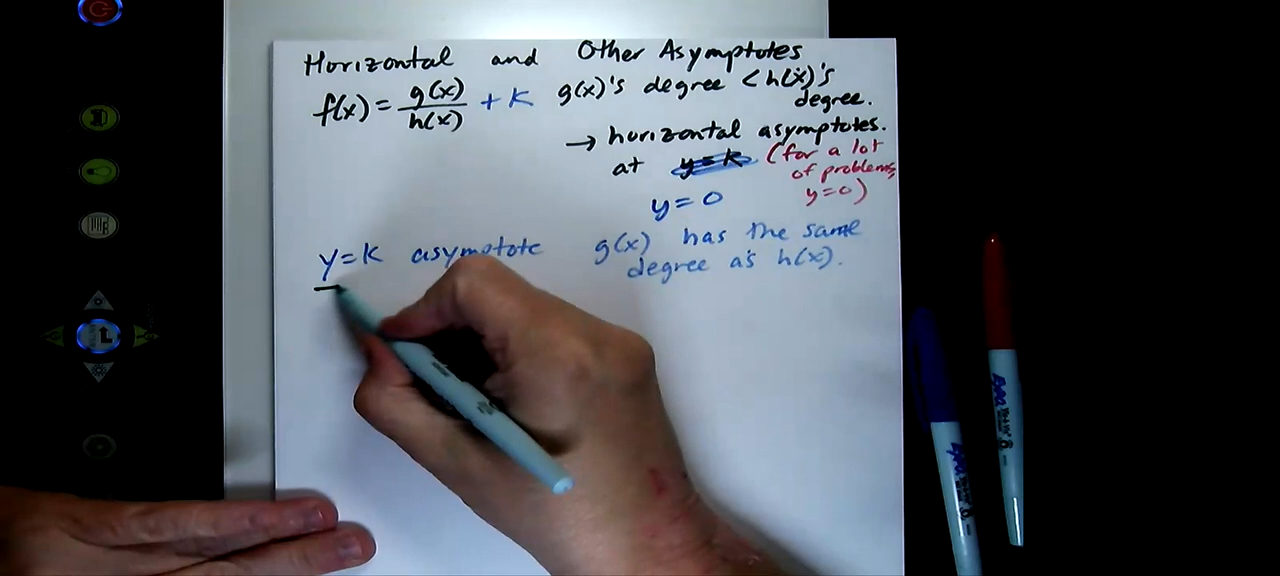 Horizontal and Other Asymptotes
f(x) = g(x)/h(x) + K g(x)'s degree < h(x)'s degree.
→ horizontal asymptotes.
at y=k (for a lot of problems, y=0)
y = 0
y=K asymptote g(x) has the same
degree as h(x).